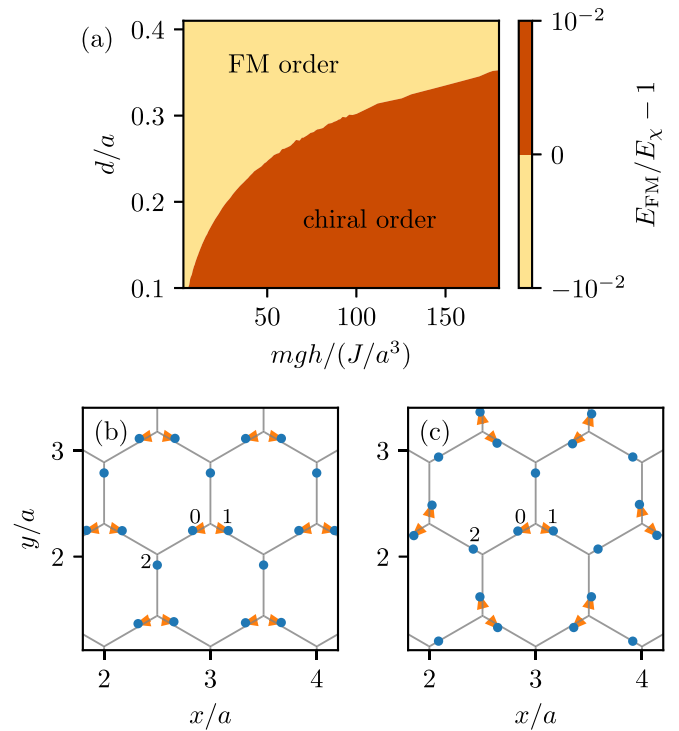 (a)
FM order
chiral order
0.4
0.3
0.2
0.1
d/a
50
100
150
mgh/(J/a³)
10⁻²
0
−10⁻²
E_FM/E_χ − 1
(b)
0
1
2
3
2
y/a
2
3
4
x/a
(c)
0
1
2
3
2
2
3
4
x/a